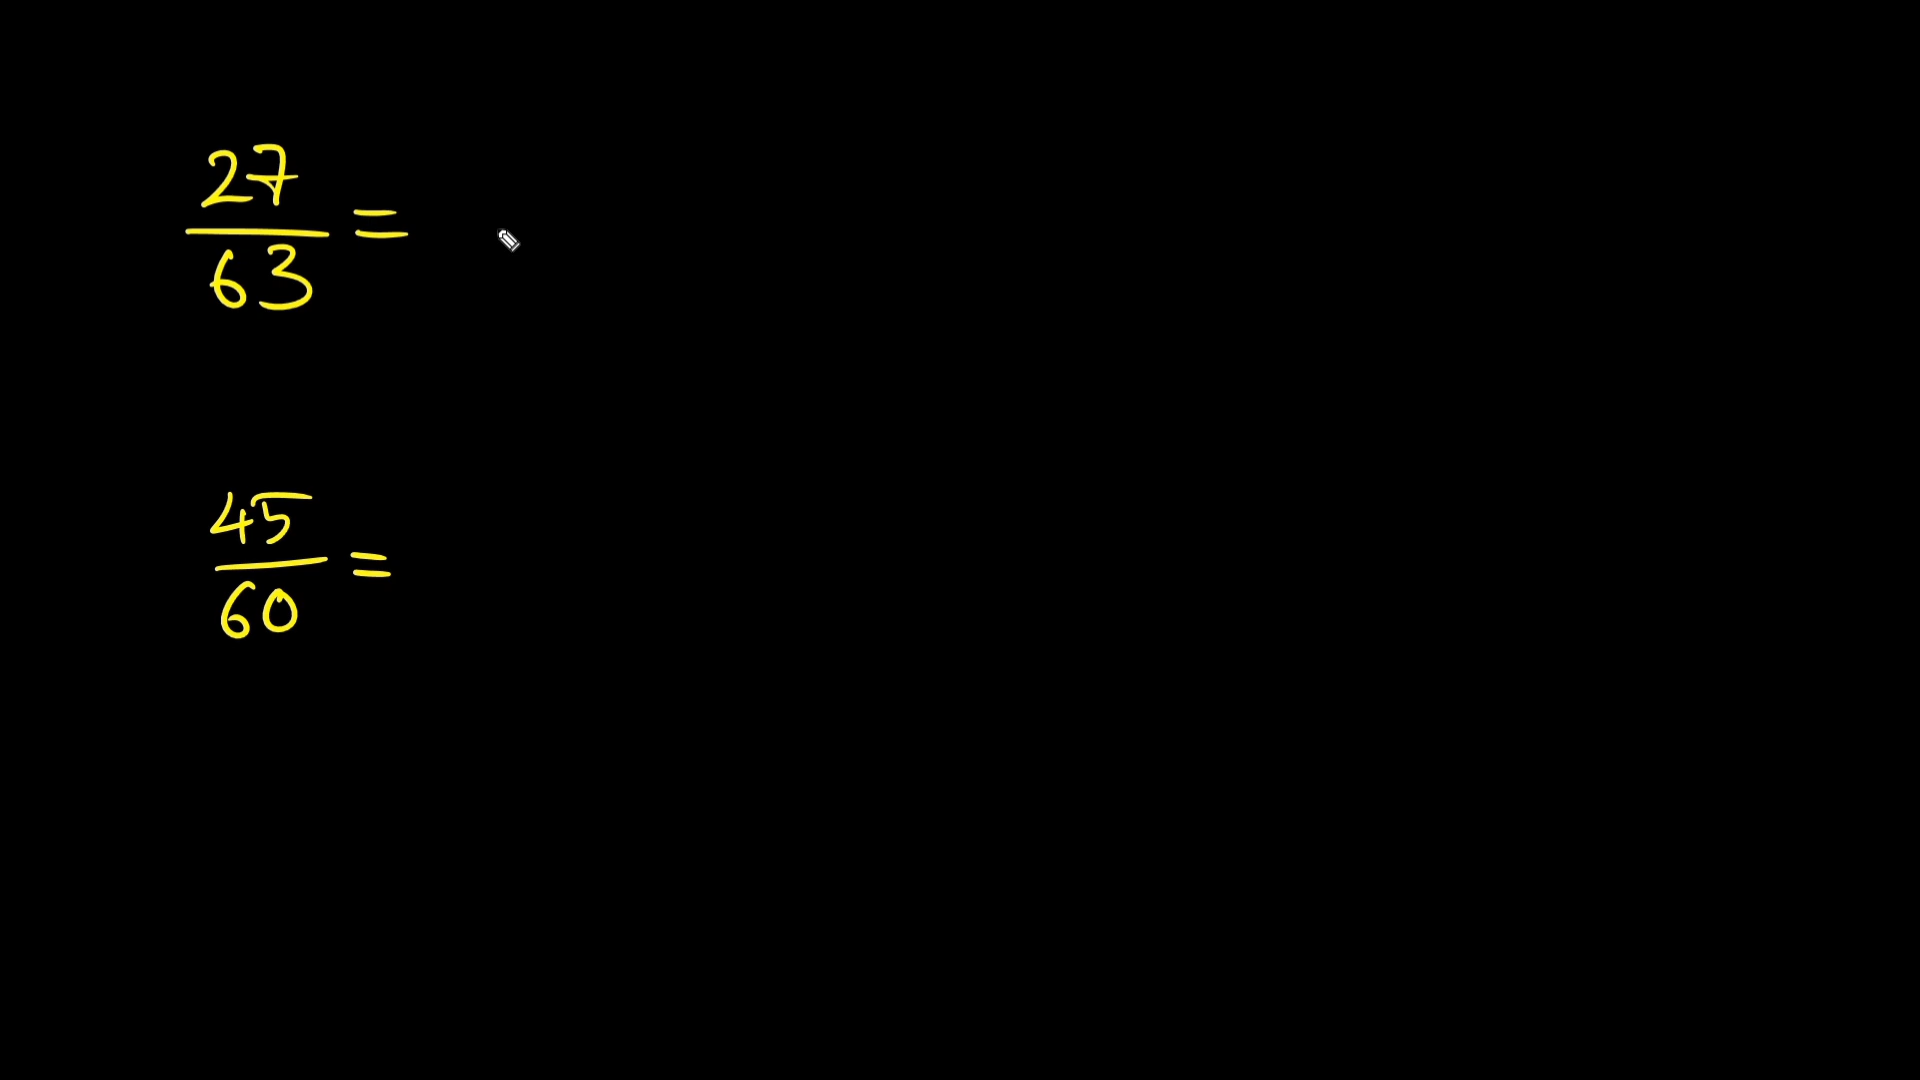 27
63 =
45
60 =